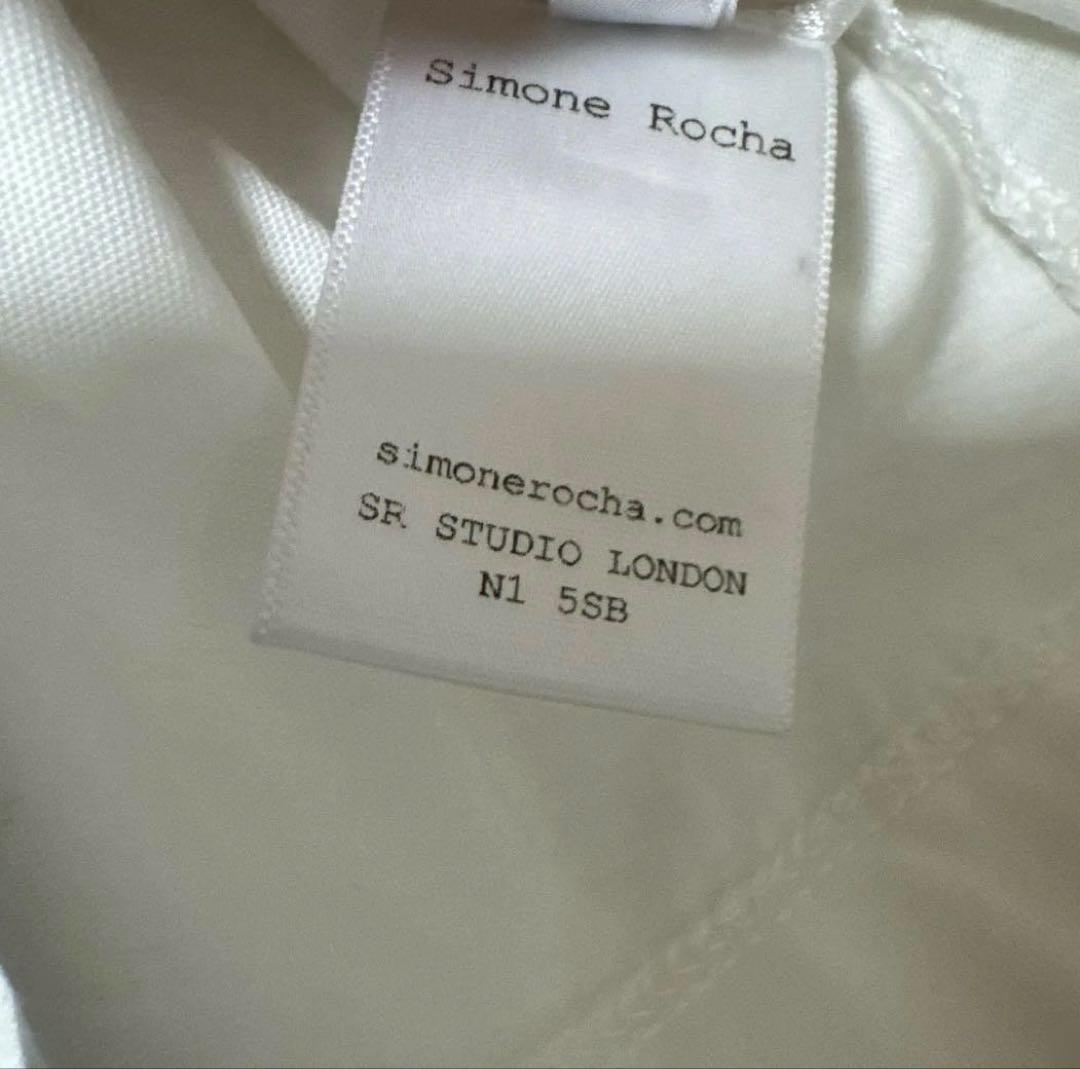 Simone Rocha
simonerocha.com
SR STUDIO LONDON
N1 5SB